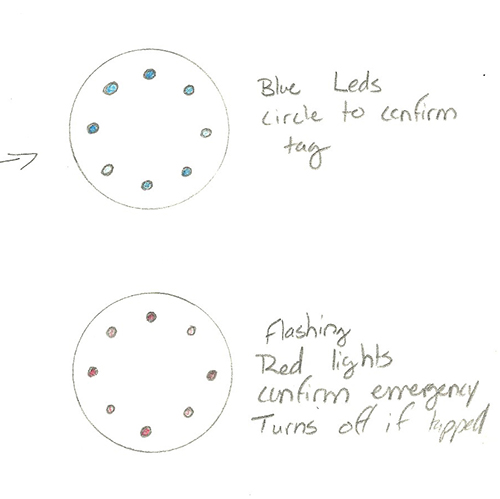 Blue Leds
circle to confirm
tag
flashing
Red lights
confirm emergency
Turns off if tapped